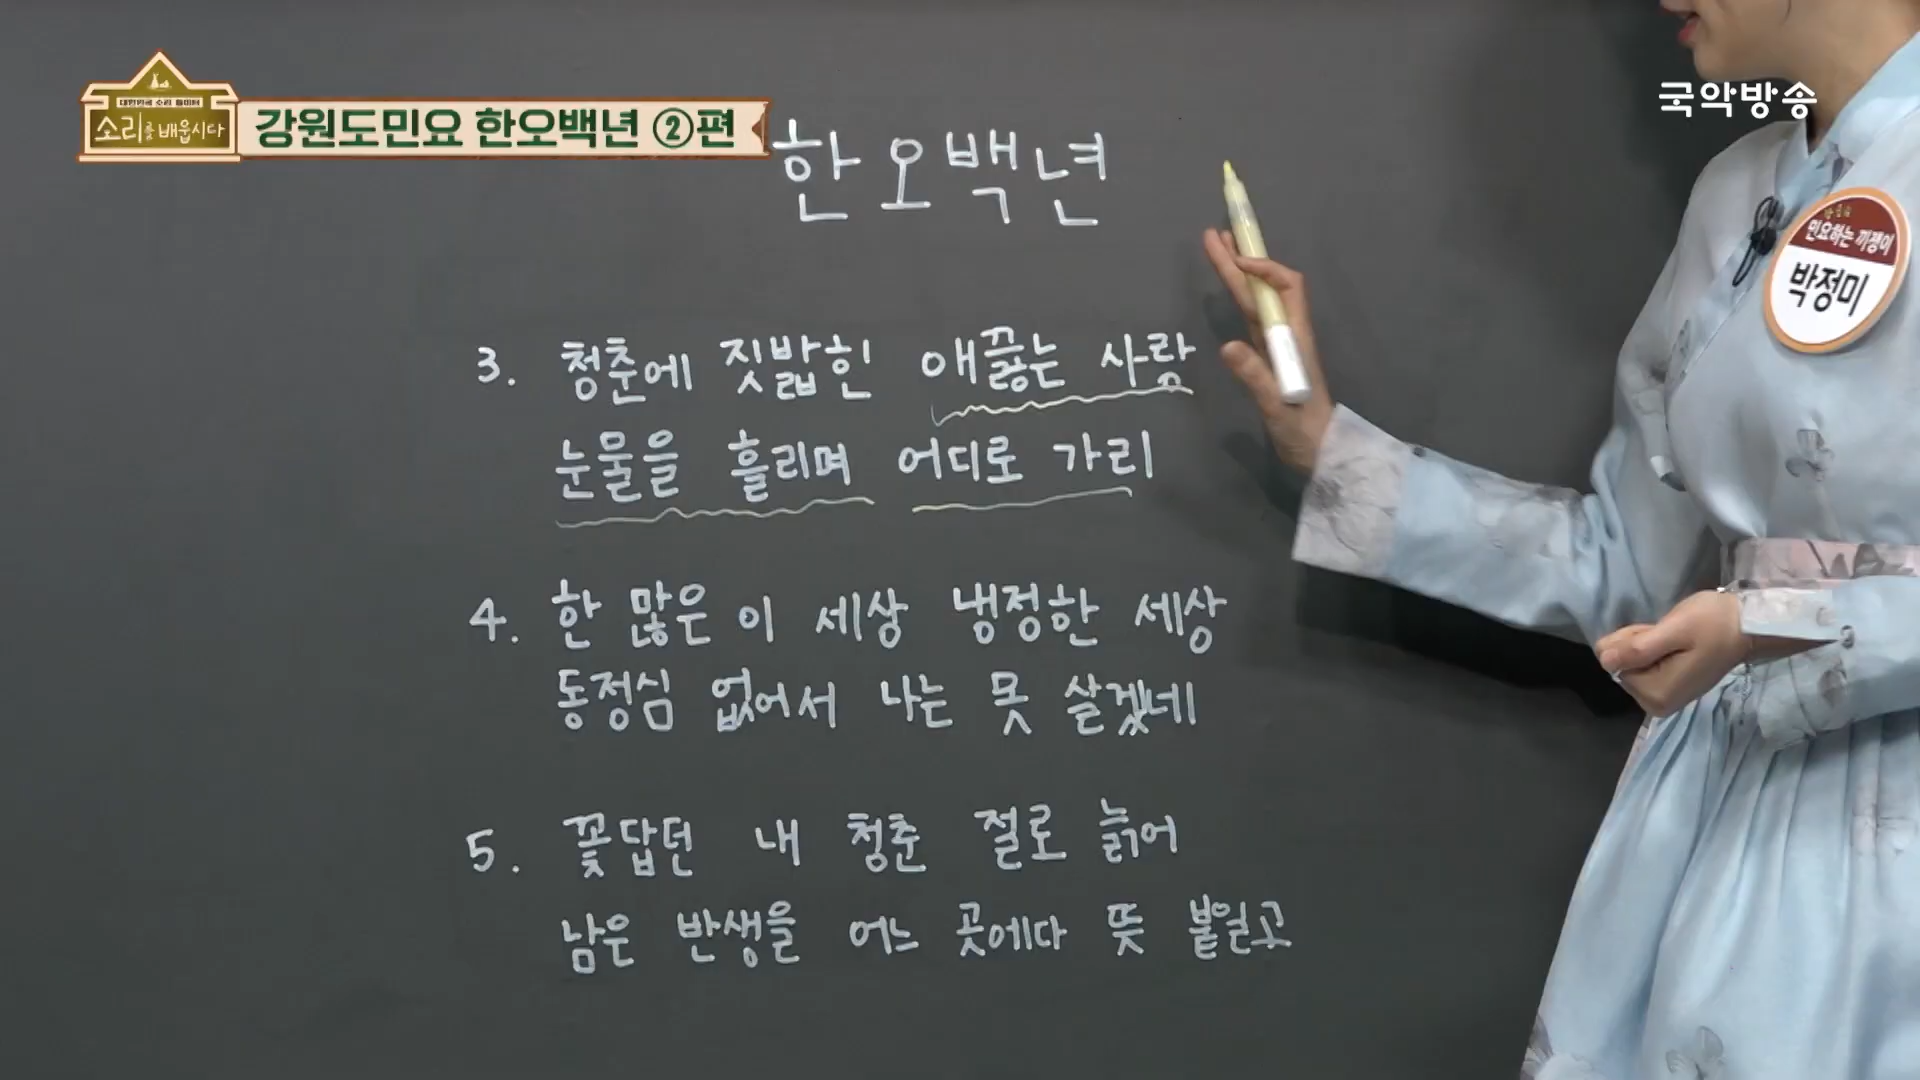 대한민국 소리 놀이터
소리를 배웁시다
강원도민요 한오백년 ②편
국악방송
한오백년
민요하는 끼쟁이
박정미
3. 청춘에 짓밟힌 애끓는 사랑
눈물을 흘리며 어디로 가리
4. 한 많은 이 세상 냉정한 세상
동정심 없어서 나는 못 살겠네
5. 꽃답던 내 청춘 절로 늙어
남은 반생을 어느 곳에다 뜻 붙일고